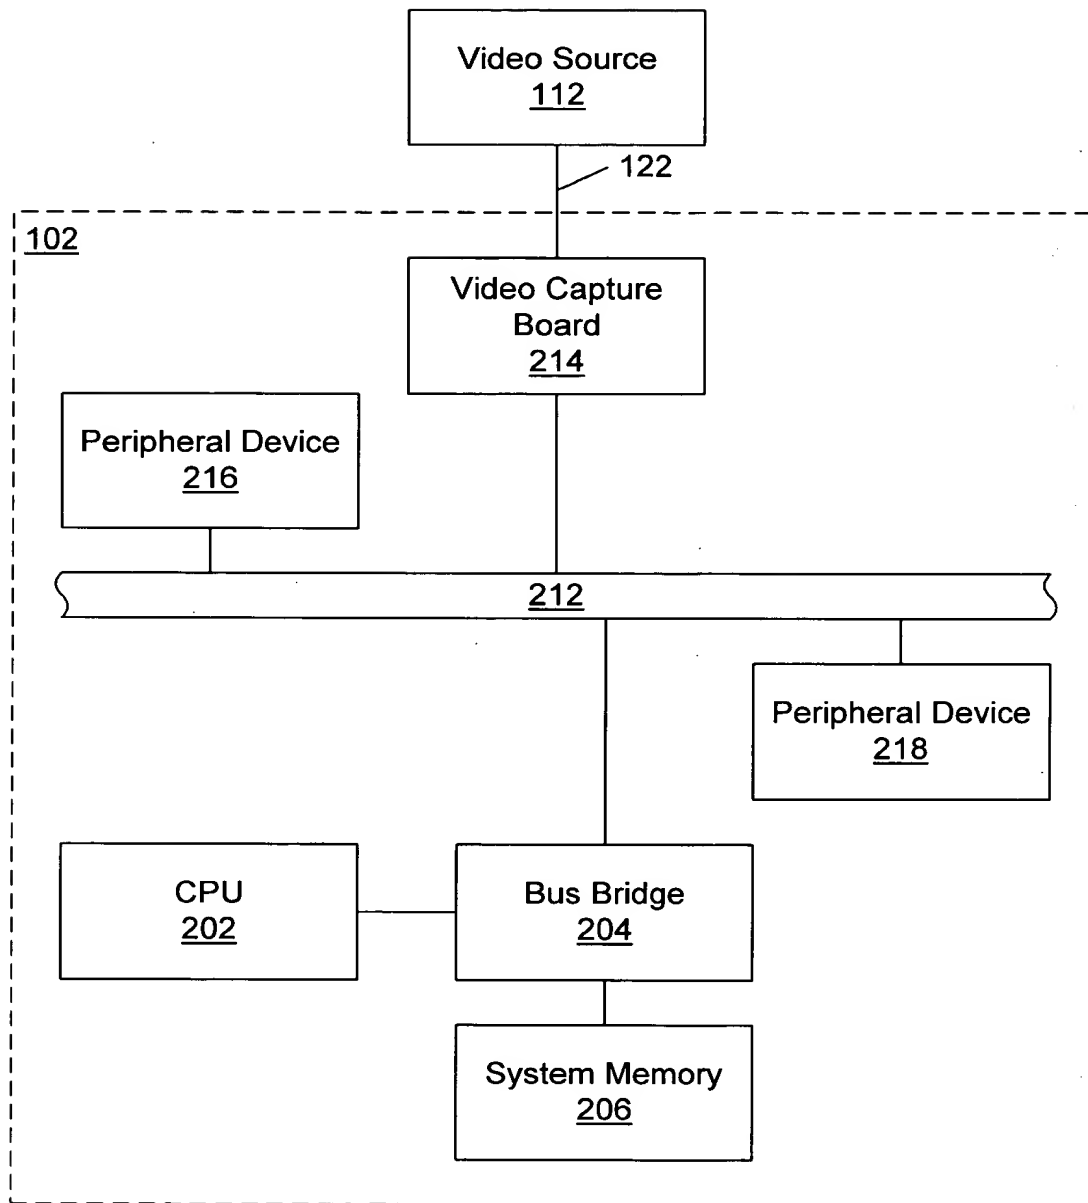 Video Source
112
122
102
Video Capture
Board
214
Peripheral Device
216
212
Peripheral Device
218
CPU
202
Bus Bridge
204
System Memory
206